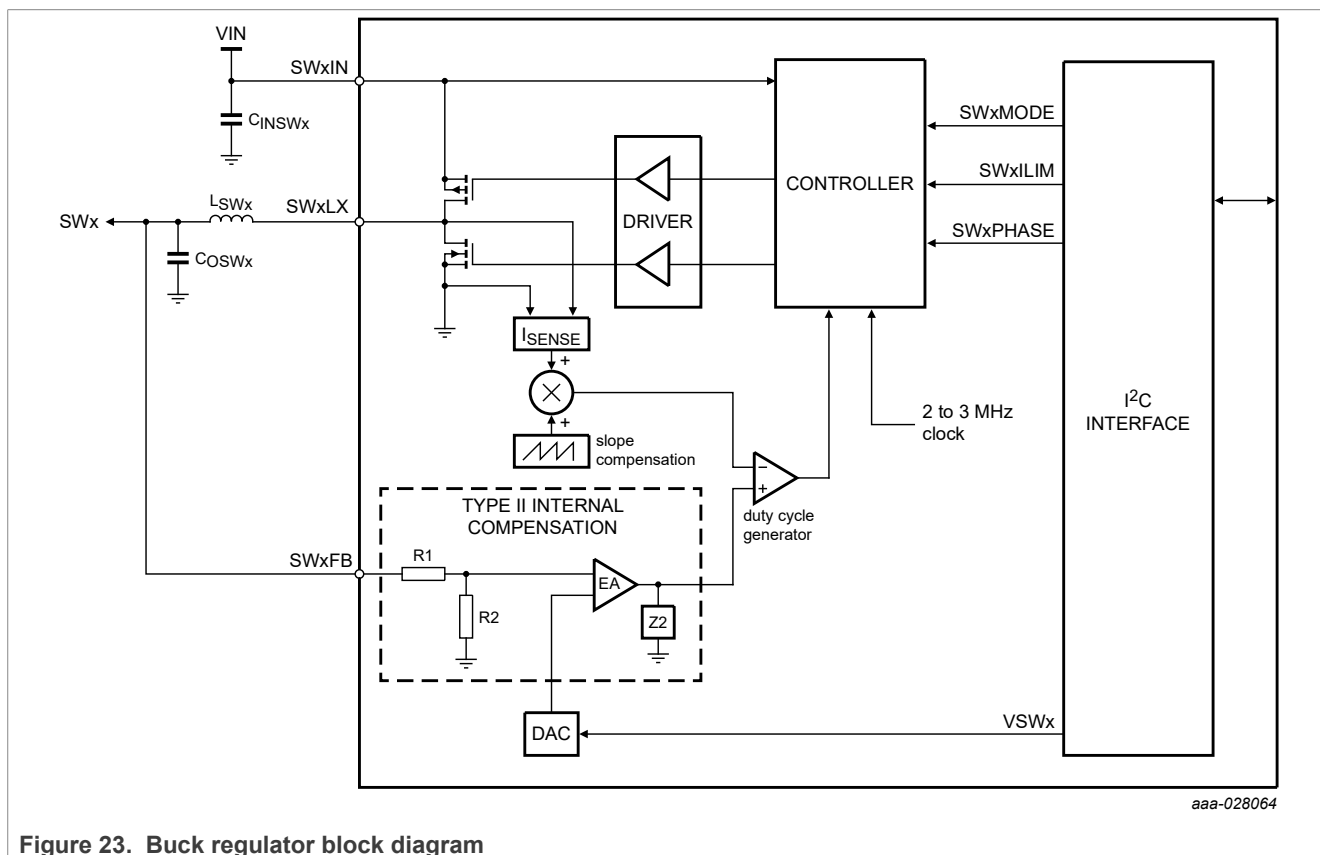 VIN
SWxIN
CINSWx
SWxMODE
SWxILIM
SWxPHASE
CONTROLLER
DRIVER
LSWx
SWxLX
SWx
COSWx
ISENSE
+
+
slope
compensation
2 to 3 MHz
clock
I2C
INTERFACE
−
+
duty cycle
generator
TYPE II INTERNAL
COMPENSATION
SWxFB
R1
R2
EA
Z2
DAC
VSWx
aaa-028064
Figure 23. Buck regulator block diagram